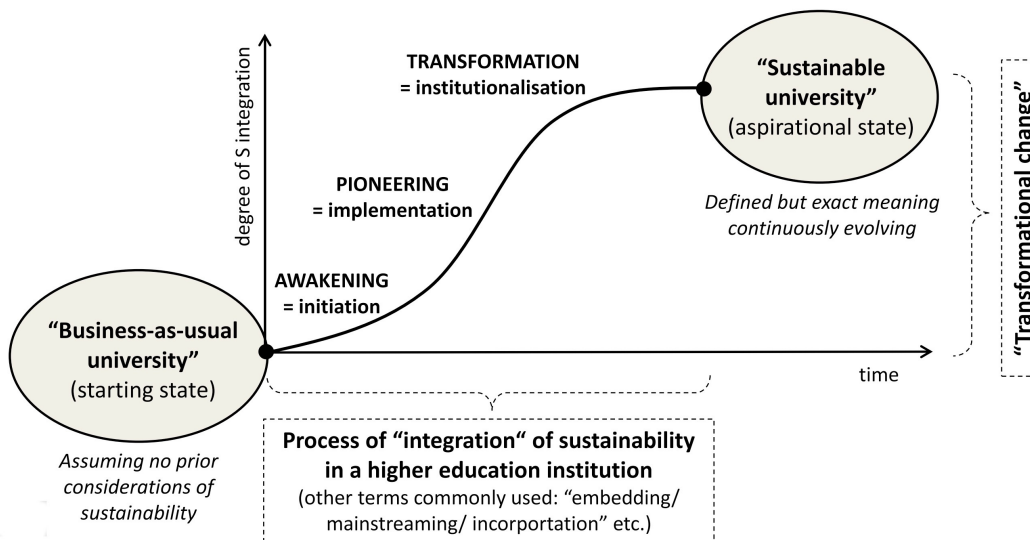 degree of S integration
TRANSFORMATION
= institutionalisation
PIONEERING
= implementation
AWAKENING
= initiation
“Sustainable
university”
(aspirational state)
Defined but exact meaning
continuously evolving
“Transformational change”
“Business-as-usual
university”
(starting state)
Assuming no prior
considerations of
sustainability
time
Process of “integration“ of sustainability
in a higher education institution
(other terms commonly used: “embedding/
mainstreaming/ incorportation” etc.)